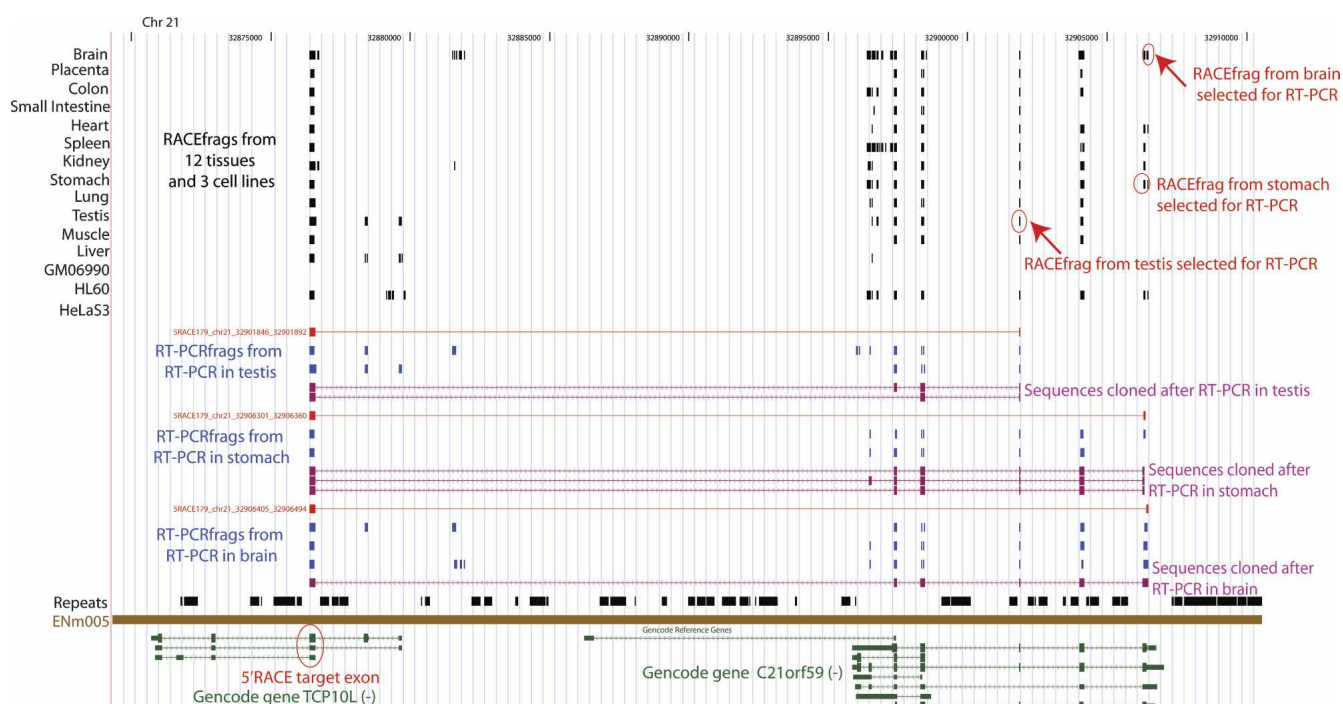 Chr 21
32875000
32880000
32885000
32890000
32895000
32900000
32905000
32910000
Brain
Placenta
Colon
Small Intestine
Heart
Spleen
Kidney
Stomach
Lung
Testis
Muscle
Liver
GM06990
HL60
HeLaS3
RACEfrags from
12 tissues
and 3 cell lines
RACEfrag from brain
selected for RT-PCR
RACEfrag from stomach
selected for RT-PCR
RACEfrag from testis selected for RT-PCR
5RACE179_chr21_32901846_32901892
RT-PCRfrags from
RT-PCR in testis
Sequences cloned after RT-PCR in testis
5RACE179_chr21_32906301_32906360
RT-PCRfrags from
RT-PCR in stomach
Sequences cloned after
RT-PCR in stomach
5RACE179_chr21_32906405_32906494
RT-PCRfrags from
RT-PCR in brain
Sequences cloned after
RT-PCR in brain
Repeats
ENm005
Gencode Reference Genes
5'RACE target exon
Gencode gene TCP10L (-)
Gencode gene C21orf59 (-)